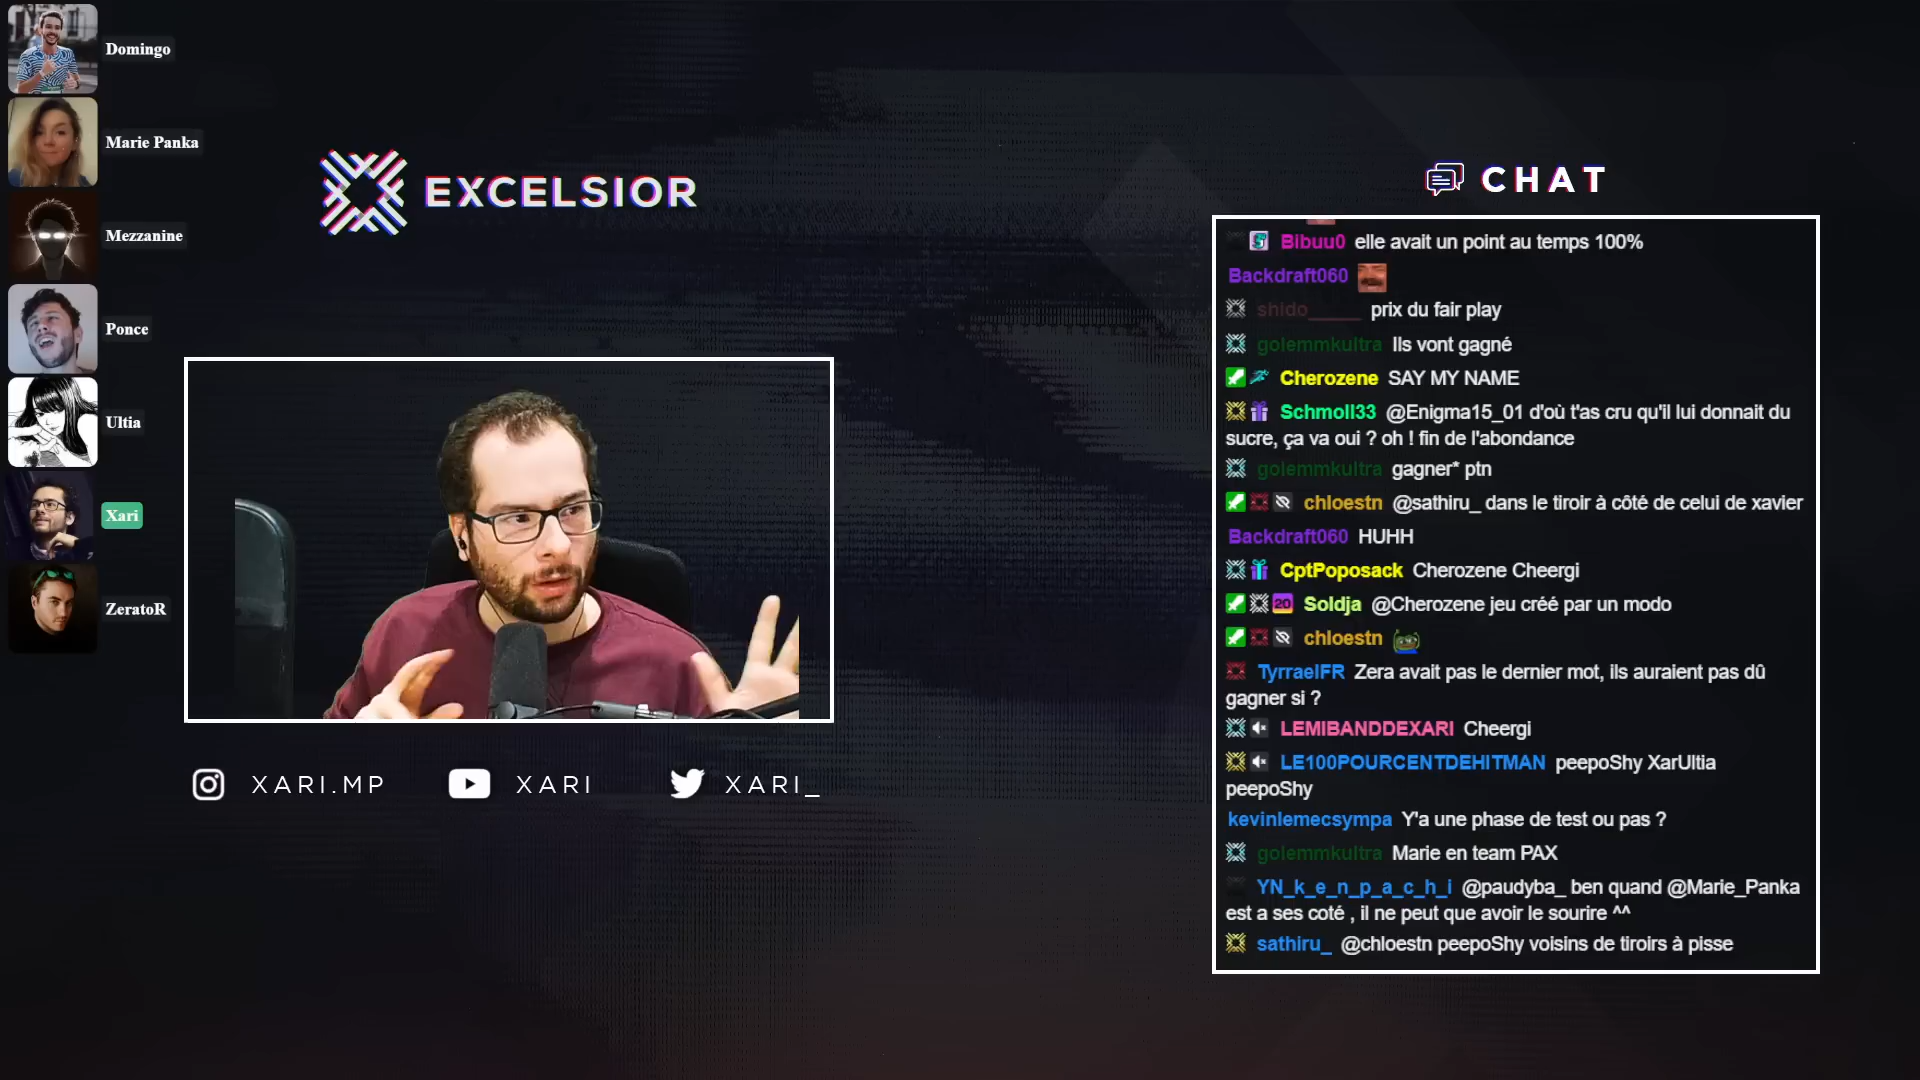 Domingo
Marie Panka
Mezzanine
Ponce
Ultia
Xari
ZeratoR
EXCELSIOR
XARI.MP
XARI
XARI_
CHAT
Bibuu0 elle avait un point au temps 100%
Backdraft060
shido_____ prix du fair play
golemmkultra Ils vont gagné
Cherozene SAY MY NAME
Schmoll33 @Enigma15_01 d'où t'as cru qu'il lui donnait du
sucre, ça va oui ? oh ! fin de l'abondance
golemmkultra gagner* ptn
chloestn @sathiru_ dans le tiroir à côté de celui de xavier
Backdraft060 HUHH
CptPoposack Cherozene Cheergi
20 Soldja @Cherozene jeu créé par un modo
chloestn
TyrraelFR Zera avait pas le dernier mot, ils auraient pas dû
gagner si ?
LEMIBANDDEXARI Cheergi
LE100POURCENTDEHITMAN peepoShy XarUltia
peepoShy
kevinlemecsympa Y'a une phase de test ou pas ?
golemmkultra Marie en team PAX
YN_k_e_n_p_a_c_h_i @paudyba_ ben quand @Marie_Panka
est a ses coté , il ne peut que avoir le sourire ^^
sathiru_ @chloestn peepoShy voisins de tiroirs à pisse